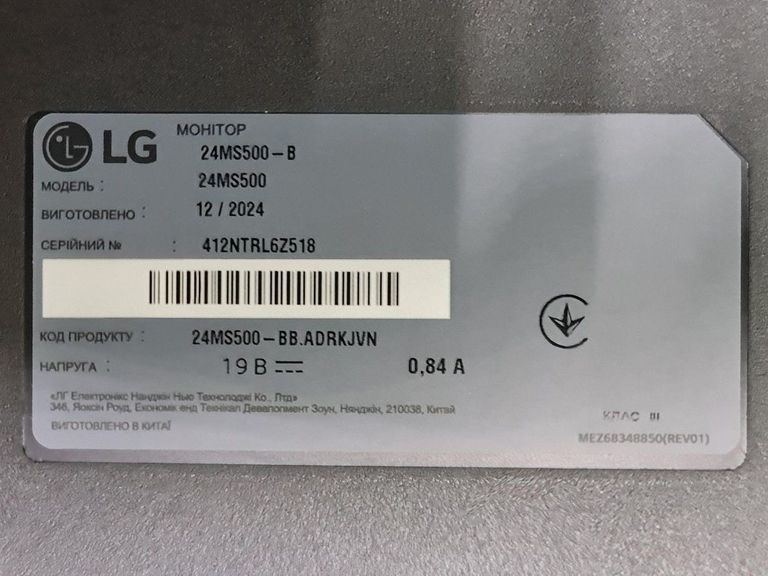 LG МОНІТОР
24MS500-B
МОДЕЛЬ : 24MS500
ВИГОТОВЛЕНО : 12 / 2024
СЕРІЙНИЙ № : 412NTRL6Z518
КОД ПРОДУКТУ : 24MS500-BB.ADRKJVN
НАПРУГА : 19 В 0,84 А
«ЛГ Електронікс Нанджін Нью Технолоджі Ко., Лтд»
346, Яоксін Роуд, Економік енд Текнікал Девелопмент Зоун, Нянджін, 210038, Китай
ВИГОТОВЛЕНО В КИТАЇ
КЛАС III
MEZ68348850(REV01)